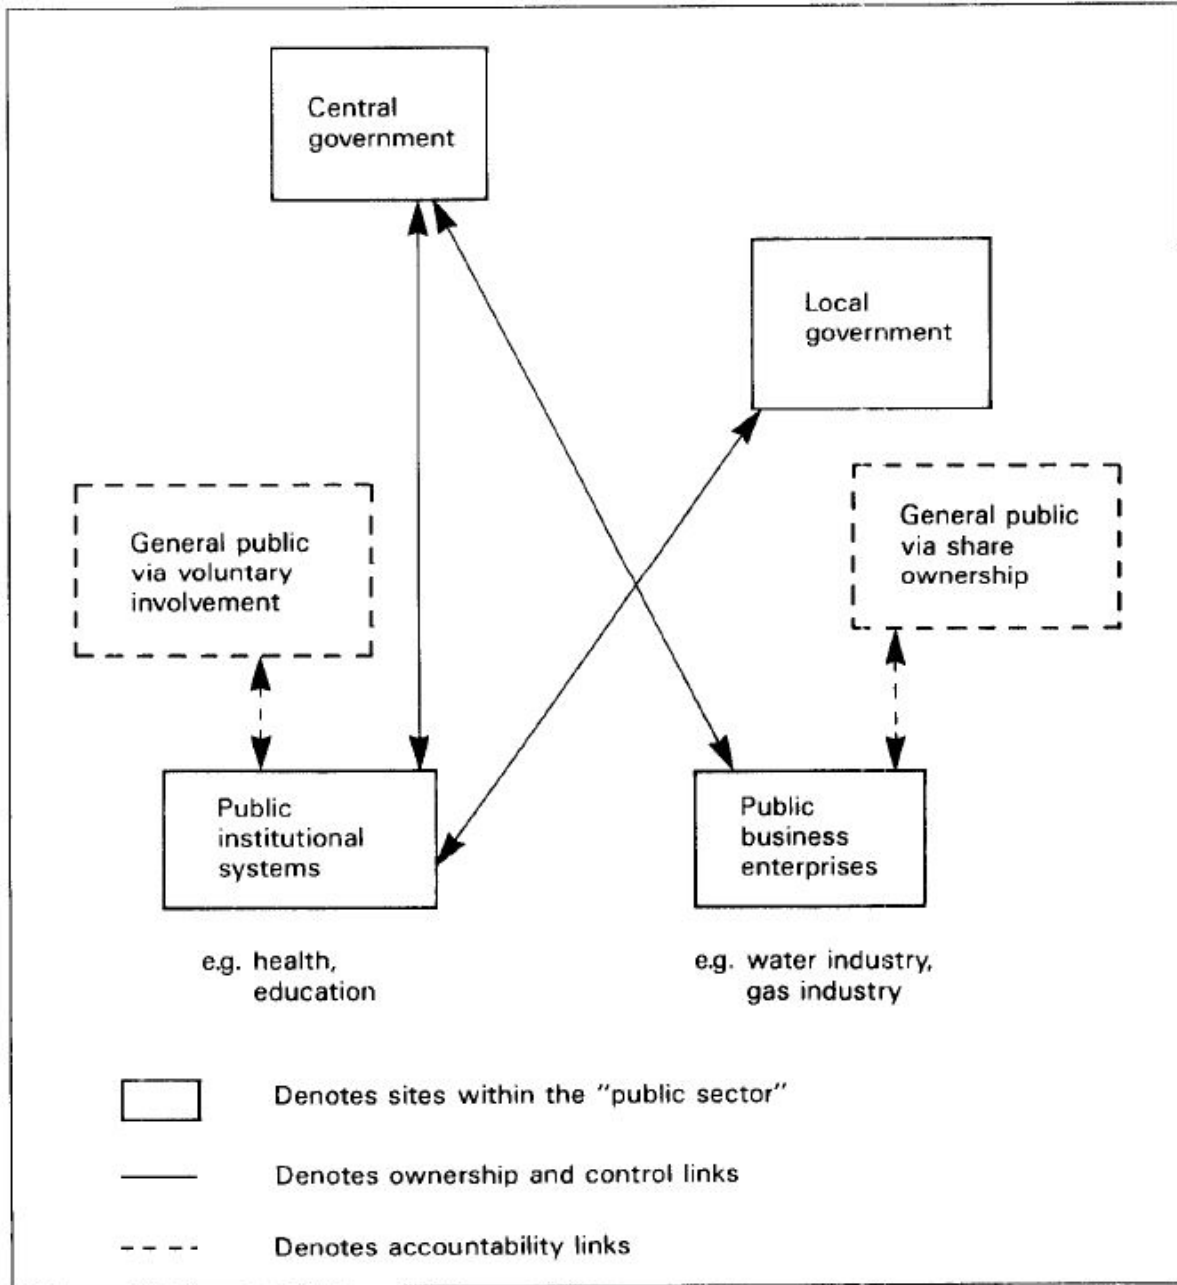 Central
government
Local
government
General public
via voluntary
involvement
General public
via share
ownership
Public
institutional
systems
Public
business
enterprises
e.g. health,
education
e.g. water industry,
gas industry
Denotes sites within the "public sector"
Denotes ownership and control links
Denotes accountability links